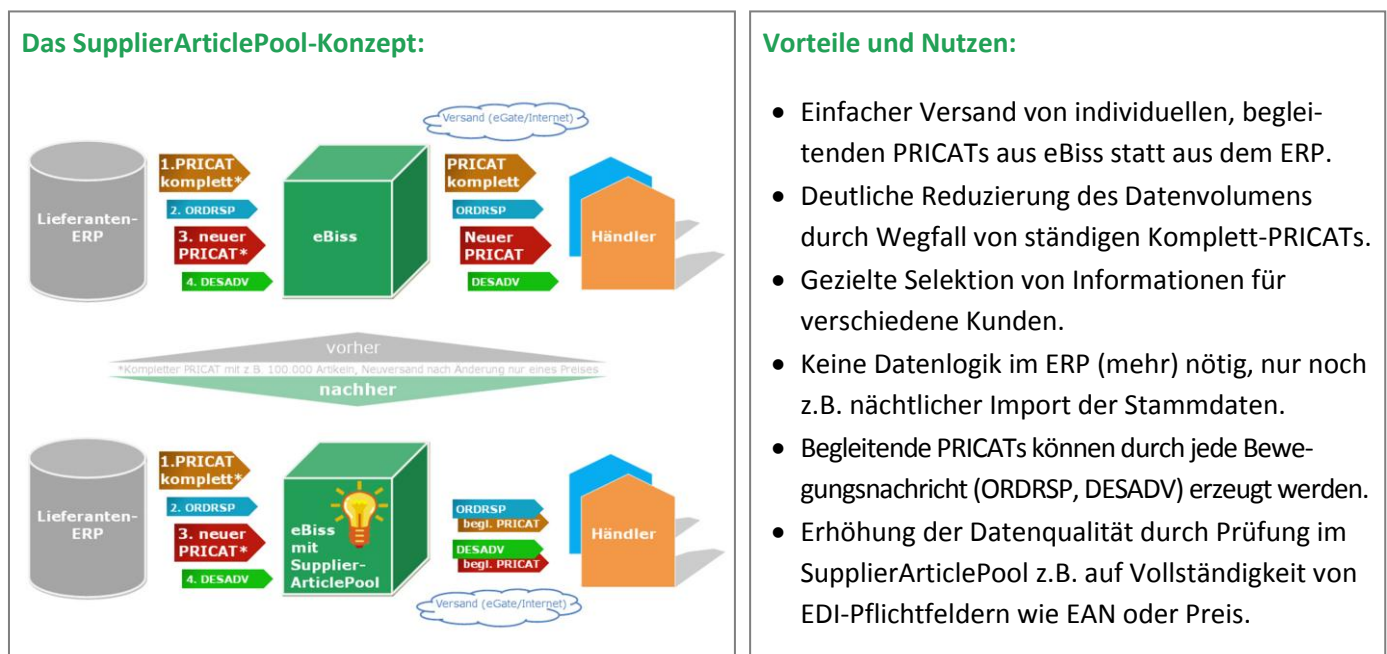 Das SupplierArticlePool-Konzept:
Versand (eGate/Internet)
Lieferanten-
ERP
1.PRICAT
komplett*
2. ORDRSP
3. neuer
PRICAT*
4. DESADV
eBiss
PRICAT
komplett
ORDRSP
Neuer
PRICAT
DESADV
Händler
vorher
*Kompletter PRICAT mit z.B. 100.000 Artikeln, Neuversand nach Änderung nur eines Preises
nachher
Lieferanten-
ERP
1.PRICAT
komplett*
2. ORDRSP
3. neuer
PRICAT*
4. DESADV
eBiss
mit
Supplier-
ArticlePool
ORDRSP
begl. PRICAT
DESADV
begl. PRICAT
Händler
Versand (eGate/Internet)
Vorteile und Nutzen:
• Einfacher Versand von individuellen, beglei-
tenden PRICATs aus eBiss statt aus dem ERP.
• Deutliche Reduzierung des Datenvolumens
durch Wegfall von ständigen Komplett-PRICATs.
• Gezielte Selektion von Informationen für
verschiedene Kunden.
• Keine Datenlogik im ERP (mehr) nötig, nur noch
z.B. nächtlicher Import der Stammdaten.
• Begleitende PRICATs können durch jede Bewe-
gungsnachricht (ORDRSP, DESADV) erzeugt werden.
• Erhöhung der Datenqualität durch Prüfung im
SupplierArticlePool z.B. auf Vollständigkeit von
EDI-Pflichtfeldern wie EAN oder Preis.